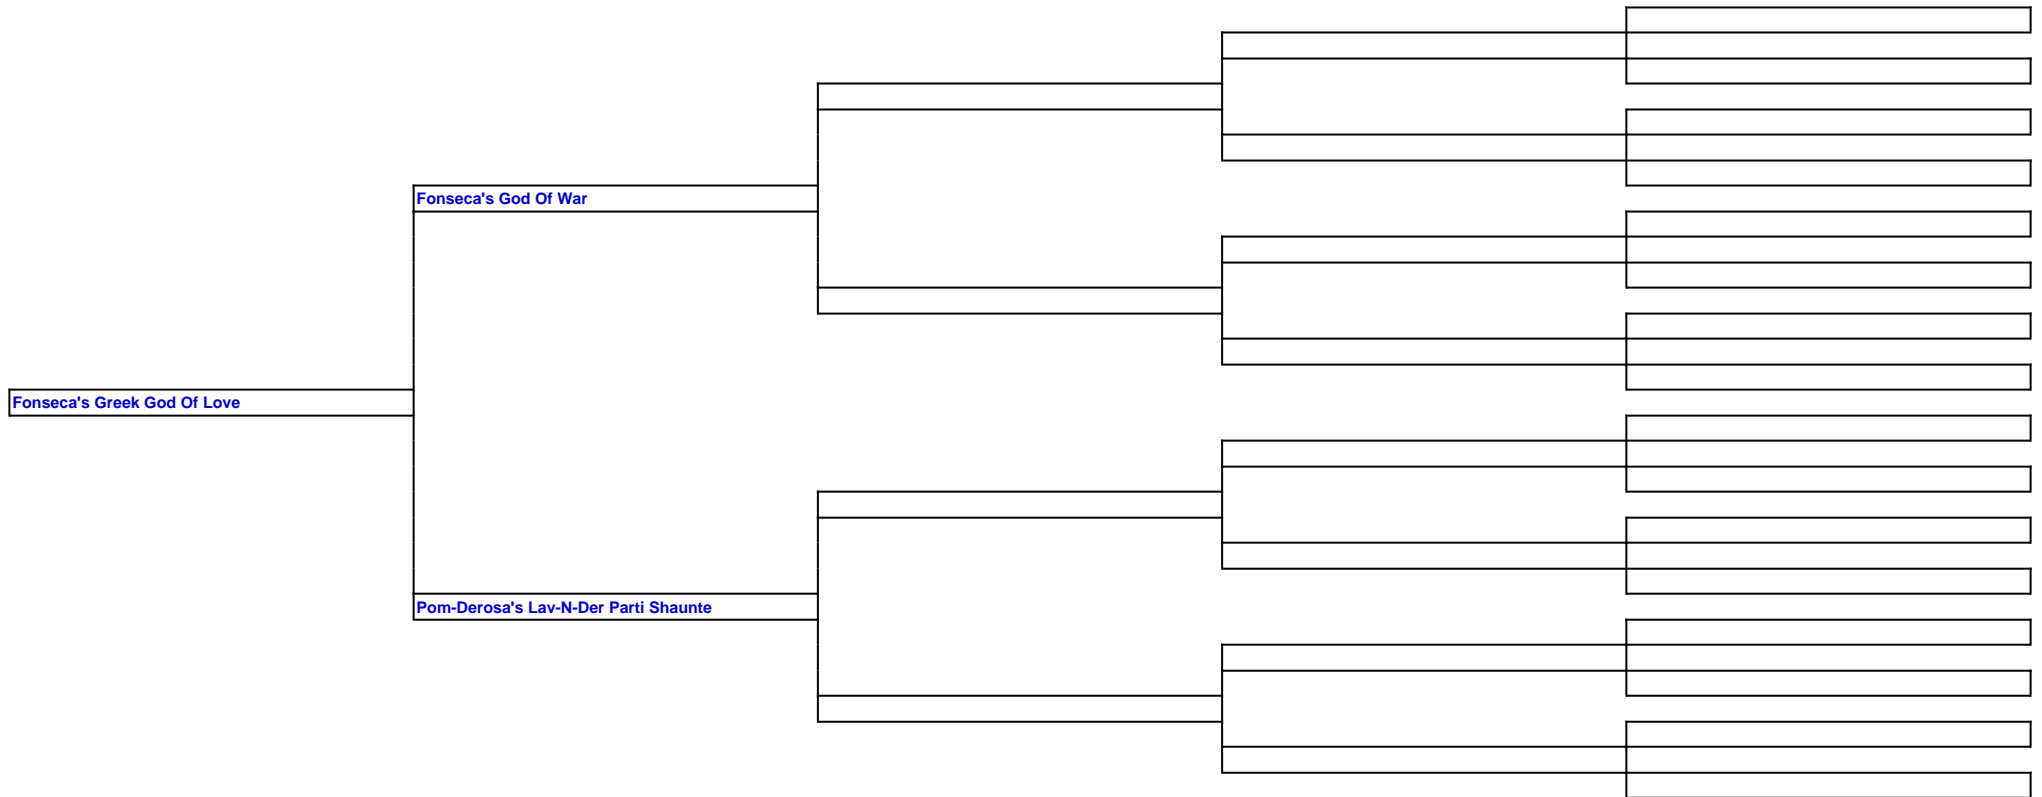 Fonseca's God Of War
Fonseca's Greek God Of Love
Pom-Derosa's Lav-N-Der Parti Shaunte